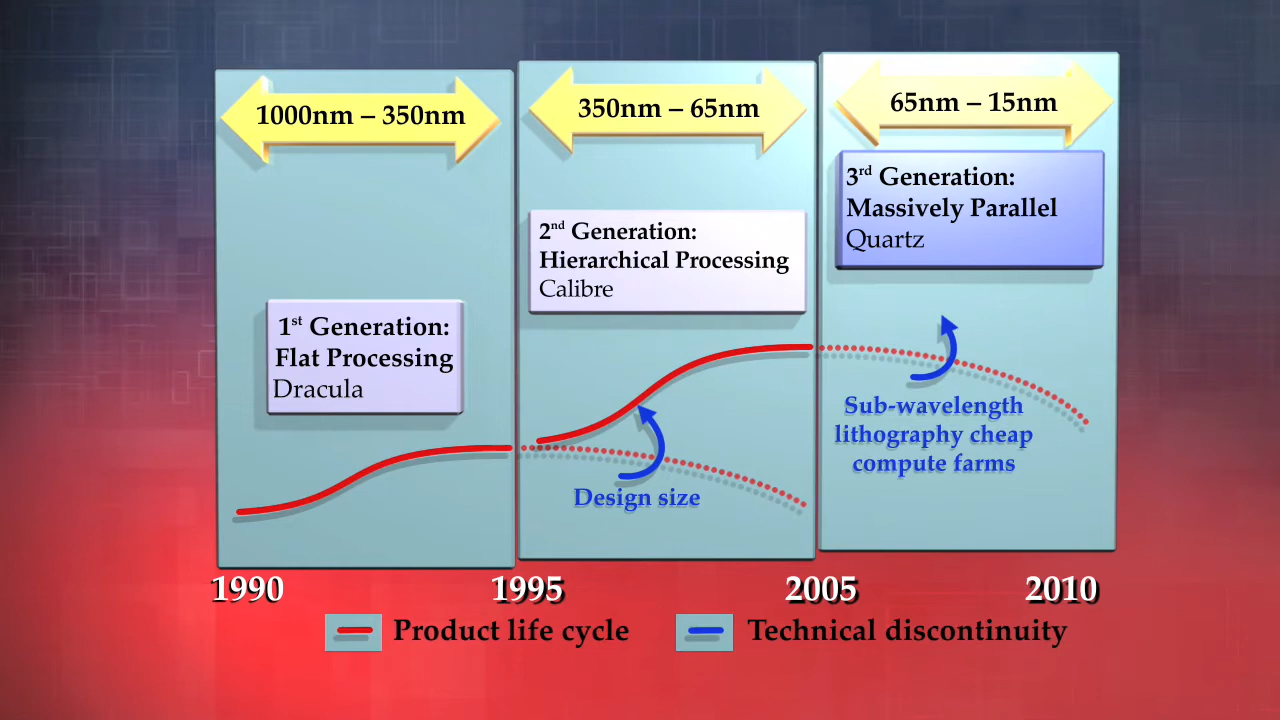 1000nm – 350nm
350nm – 65nm
65nm – 15nm
1st Generation:
Flat Processing
Dracula
2nd Generation:
Hierarchical Processing
Calibre
3rd Generation:
Massively Parallel
Quartz
Design size
Sub-wavelength
lithography cheap
compute farms
1990 1995 2005 2010
Product life cycle
Technical discontinuity